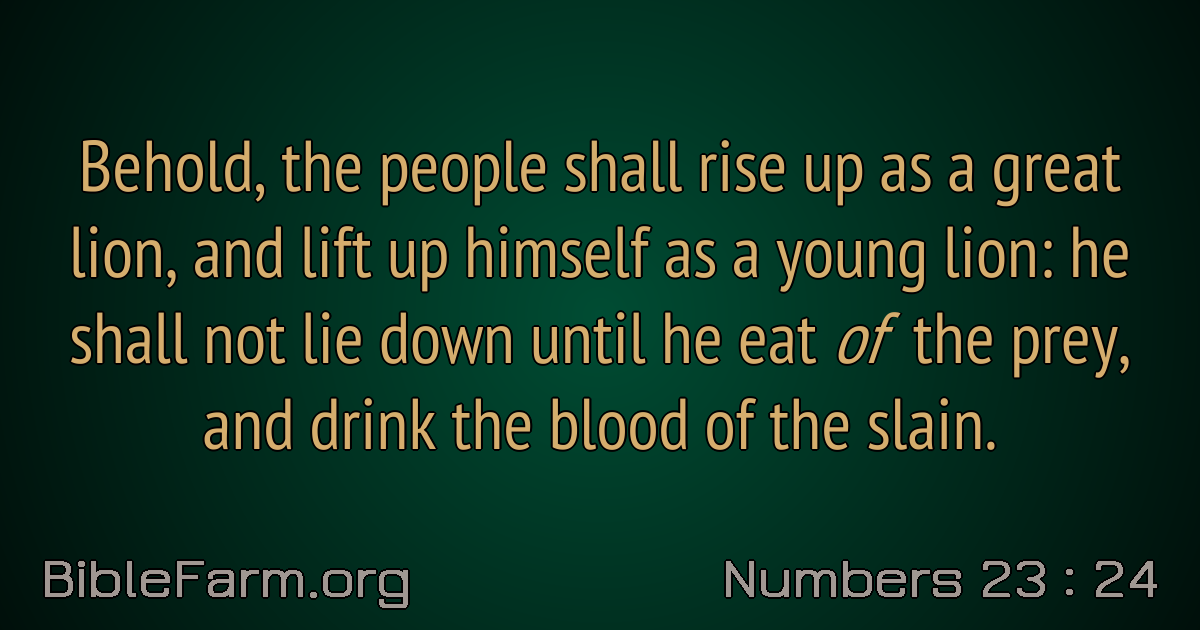 Behold, the people shall rise up as a great
lion, and lift up himself as a young lion: he
shall not lie down until he eat of the prey,
and drink the blood of the slain.
BibleFarm.org
Numbers 23 : 24